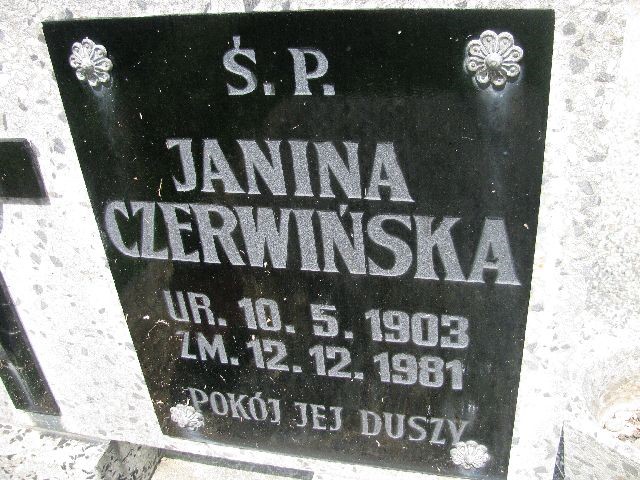 Ś. P.
JANINA
CZERWIŃSKA
UR. 10. 5. 1903
ZM. 12. 12. 1981
POKÓJ JEJ DUSZY